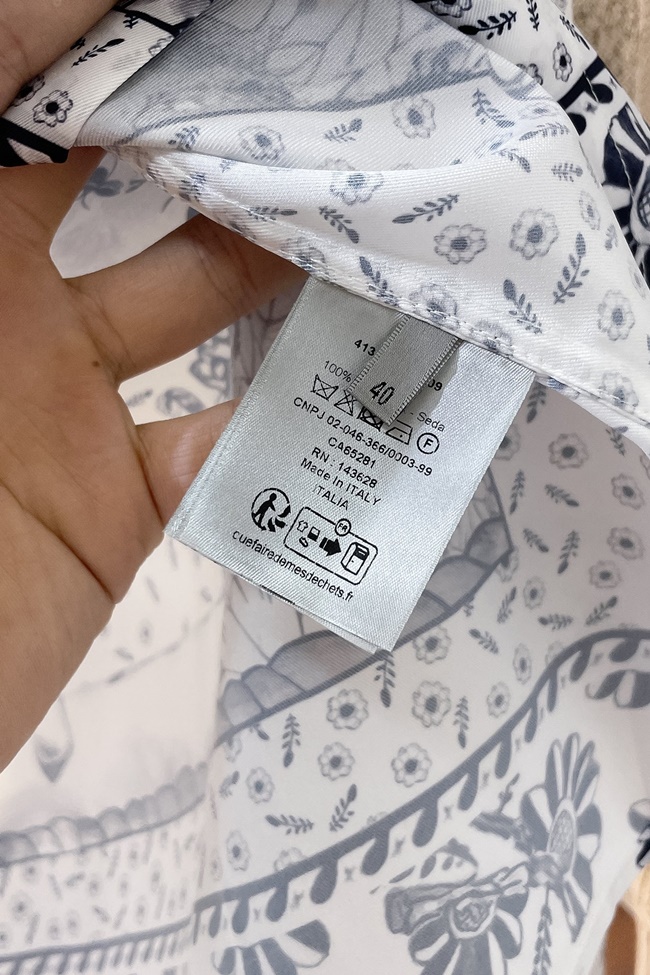 413 09
40
100% - Seda
F
CNPJ 02-046-366/0003-99
CA65281
RN : 143628
Made In ITALY
ITALIA
FR
quefairedemesdechets.fr